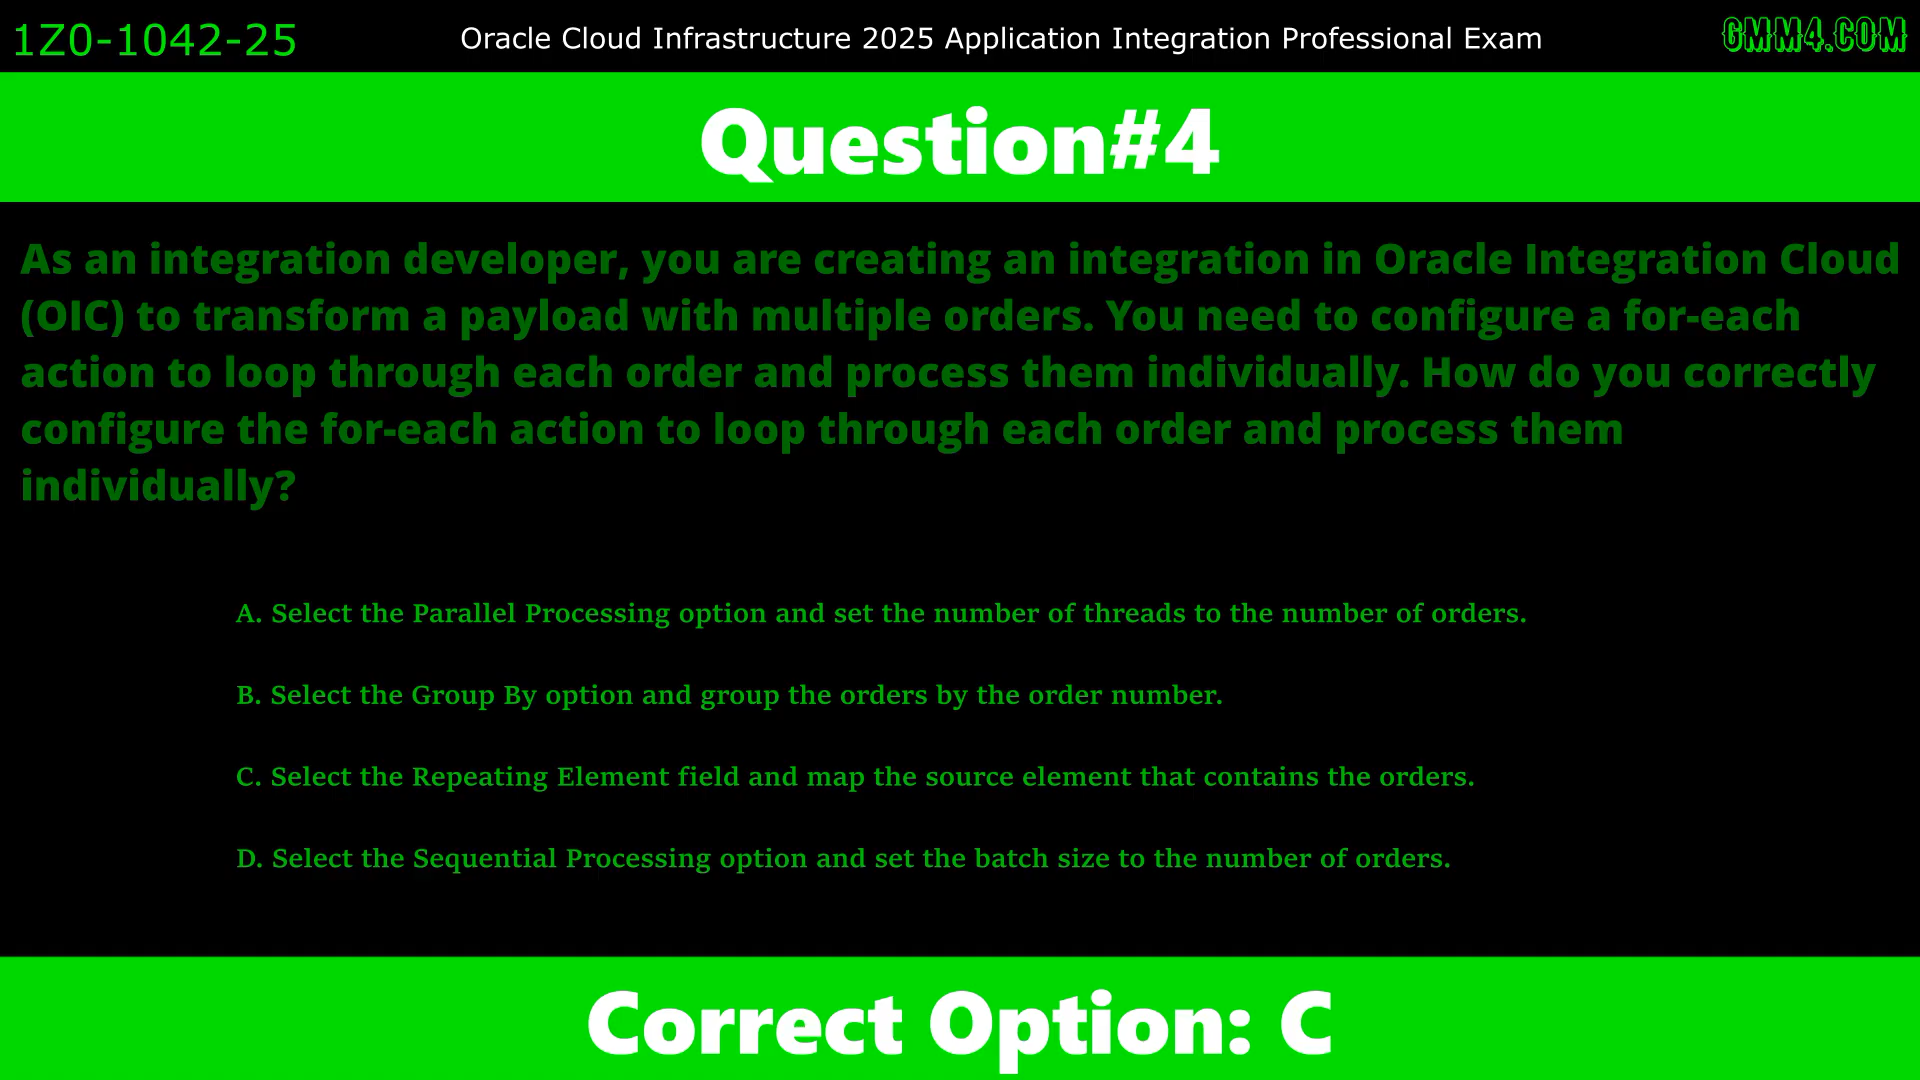 1Z0-1042-25
Oracle Cloud Infrastructure 2025 Application Integration Professional Exam
GMM4.COM
Question#4
As an integration developer, you are creating an integration in Oracle Integration Cloud
(OIC) to transform a payload with multiple orders. You need to configure a for-each
action to loop through each order and process them individually. How do you correctly
configure the for-each action to loop through each order and process them
individually?
A. Select the Parallel Processing option and set the number of threads to the number of orders.
B. Select the Group By option and group the orders by the order number.
C. Select the Repeating Element field and map the source element that contains the orders.
D. Select the Sequential Processing option and set the batch size to the number of orders.
Correct Option: C